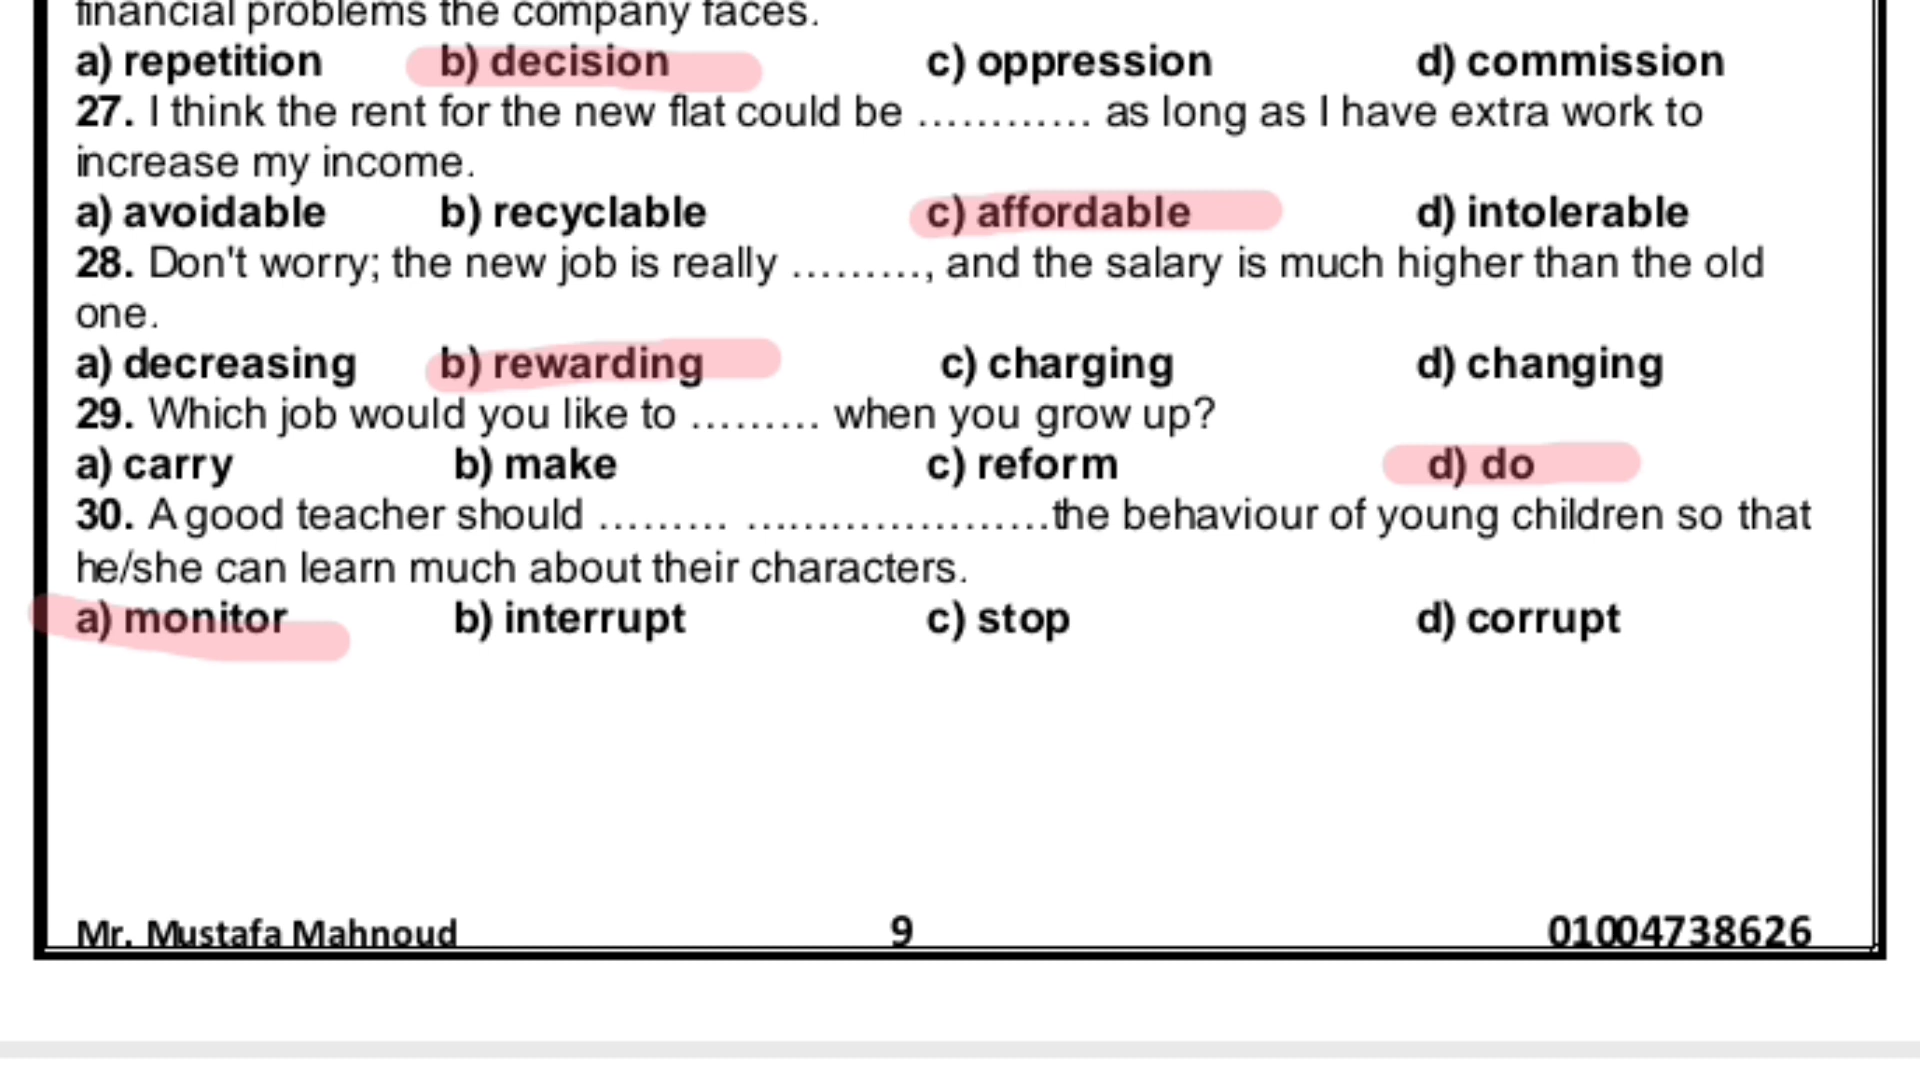 financial problems the company faces.
a) repetition b) decision c) oppression d) commission
27. I think the rent for the new flat could be ............ as long as I have extra work to
increase my income.
a) avoidable b) recyclable c) affordable d) intolerable
28. Don't worry; the new job is really ........., and the salary is much higher than the old
one.
a) decreasing b) rewarding c) charging d) changing
29. Which job would you like to ......... when you grow up?
a) carry b) make c) reform d) do
30. A good teacher should ......... .....................the behaviour of young children so that
he/she can learn much about their characters.
a) monitor b) interrupt c) stop d) corrupt
Mr. Mustafa Mahnoud 9 01004738626